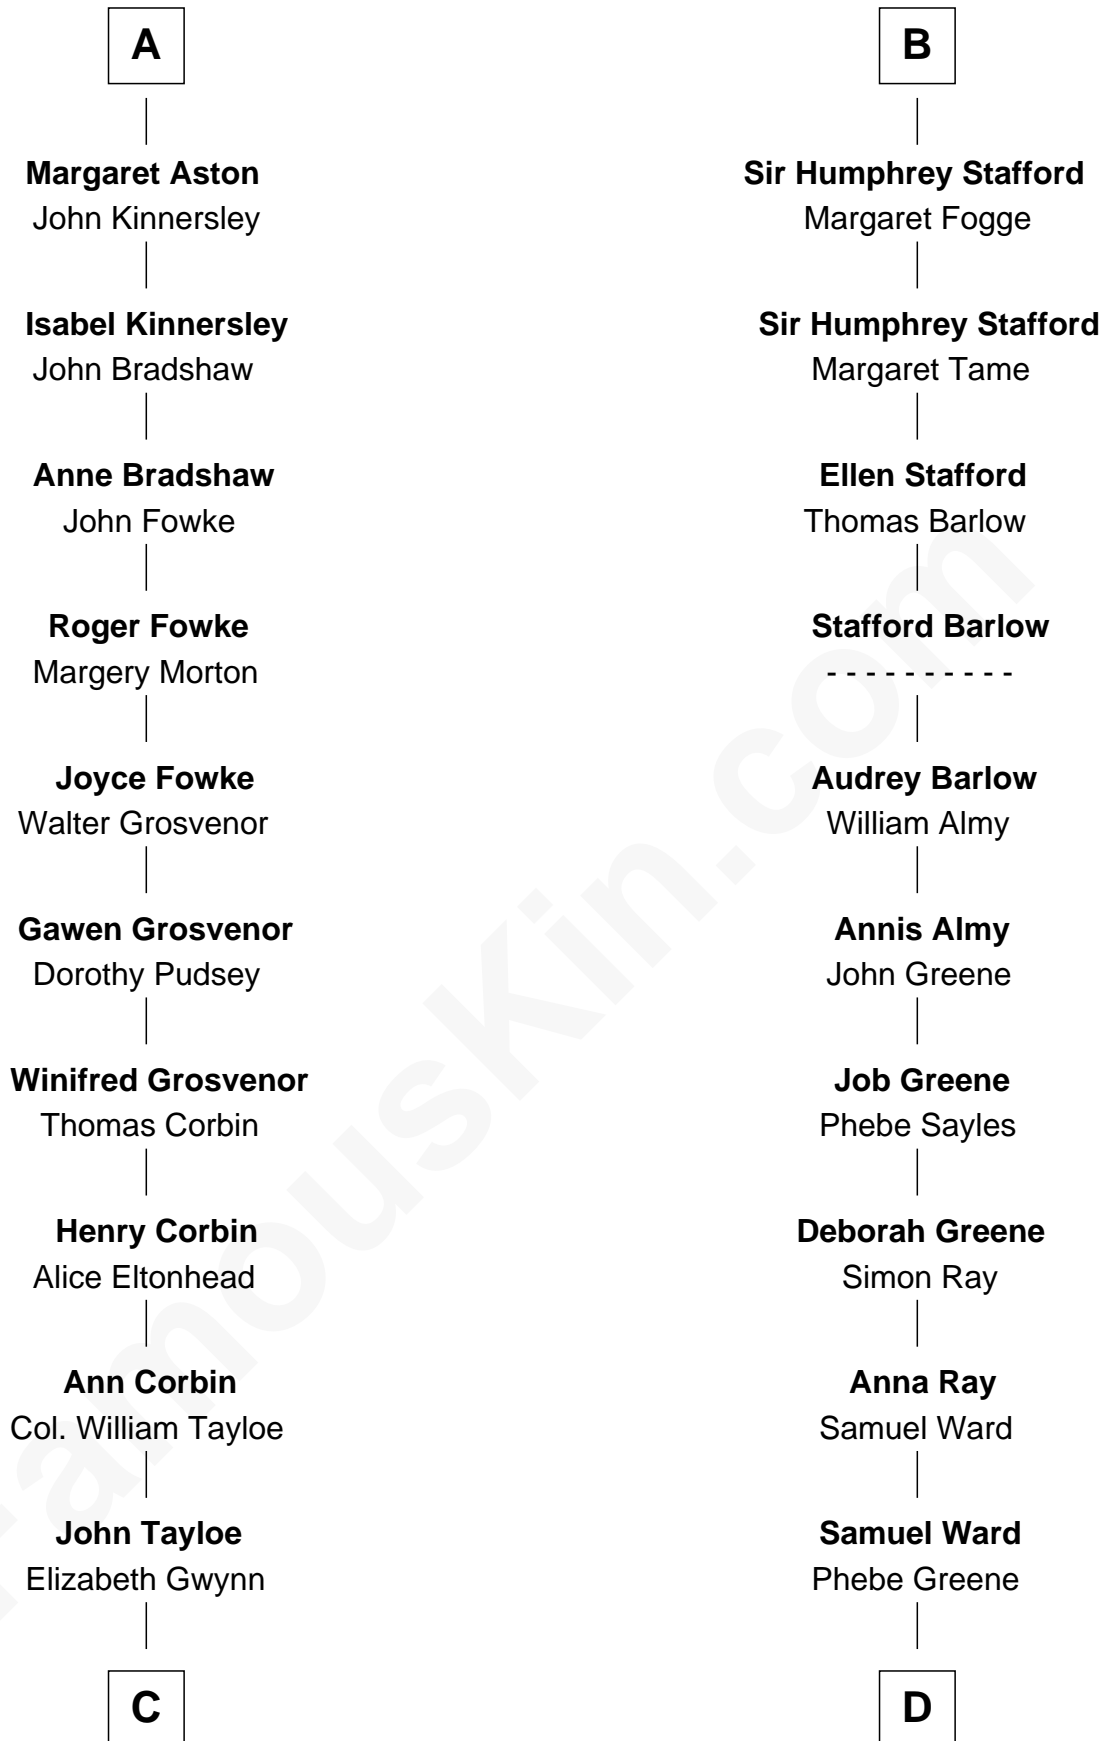 A
Margaret Aston
John Kinnersley
Isabel Kinnersley
John Bradshaw
Anne Bradshaw
John Fowke
Roger Fowke
Margery Morton
Joyce Fowke
Walter Grosvenor
Gawen Grosvenor
Dorothy Pudsey
Winifred Grosvenor
Thomas Corbin
Henry Corbin
Alice Eltonhead
Ann Corbin
Col. William Tayloe
John Tayloe
Elizabeth Gwynn
C
B
Sir Humphrey Stafford
Margaret Fogge
Sir Humphrey Stafford
Margaret Tame
Ellen Stafford
Thomas Barlow
Stafford Barlow
- - - - - - - - - -
Audrey Barlow
William Almy
Annis Almy
John Greene
Job Greene
Phebe Sayles
Deborah Greene
Simon Ray
Anna Ray
Samuel Ward
Samuel Ward
Phebe Greene
D
FamousKin.com